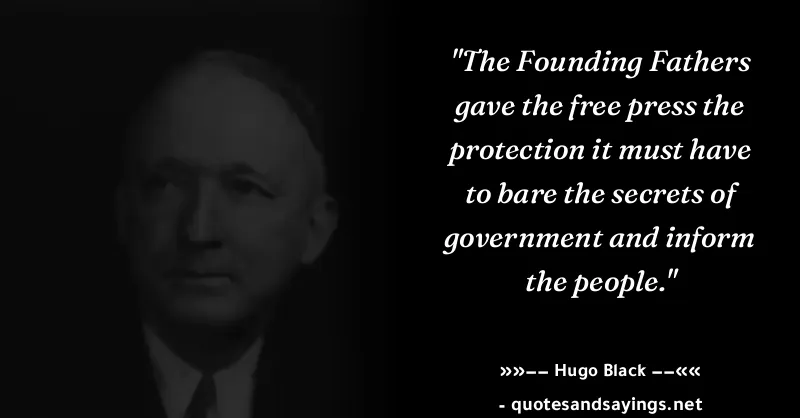 "The Founding Fathers
gave the free press the
protection it must have
to bare the secrets of
government and inform
the people."
»»−− Hugo Black −−««
- quotesandsayings.net